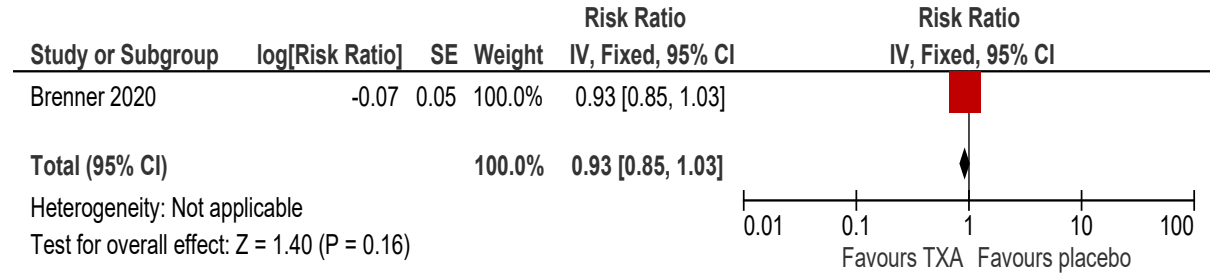 Risk Ratio Risk Ratio
Study or Subgroup log[Risk Ratio] SE Weight IV, Fixed, 95% CI IV, Fixed, 95% CI
Brenner 2020 -0.07 0.05 100.0% 0.93 [0.85, 1.03]
Total (95% CI) 100.0% 0.93 [0.85, 1.03]
Heterogeneity: Not applicable
0.01 0.1 1 10 100
Test for overall effect: Z = 1.40 (P = 0.16)
Favours TXA Favours placebo